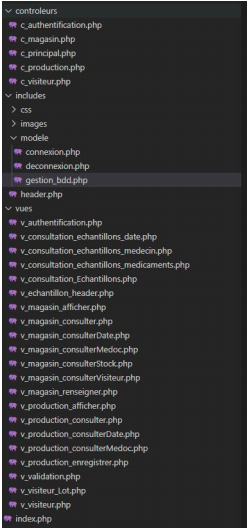 controleurs
c_authentification.php
c_magasin.php
c_principal.php
c_production.php
c_visiteur.php
includes
css
images
modele
connexion.php
deconnexion.php
gestion_bdd.php
header.php
vues
v_authentification.php
v_consultation_echantillons_date.php
v_consultation_echantillons_medecin.php
v_consultation_echantillons_medicaments.php
v_consultation_Echantillons.php
v_echantillon_header.php
v_magasin_afficher.php
v_magasin_consulter.php
v_magasin_consulterDate.php
v_magasin_consulterMedoc.php
v_magasin_consulterStock.php
v_magasin_consulterVisiteur.php
v_magasin_renseigner.php
v_production_afficher.php
v_production_consulter.php
v_production_consulterDate.php
v_production_consulterMedoc.php
v_production_enregistrer.php
v_validation.php
v_visiteur_Lot.php
v_visiteur.php
index.php